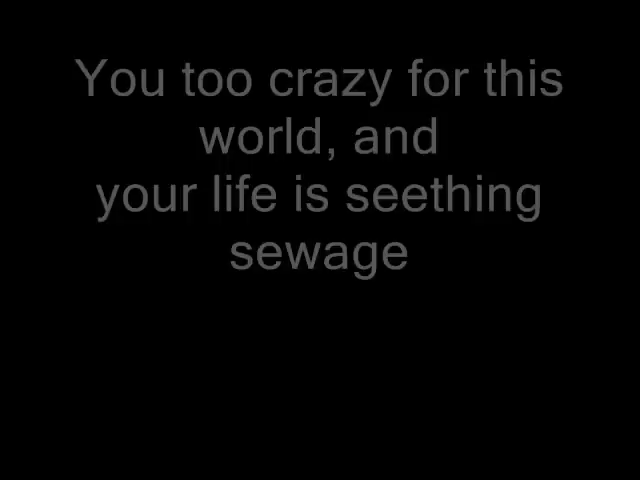 You too crazy for this
world, and
your life is seething
sewage